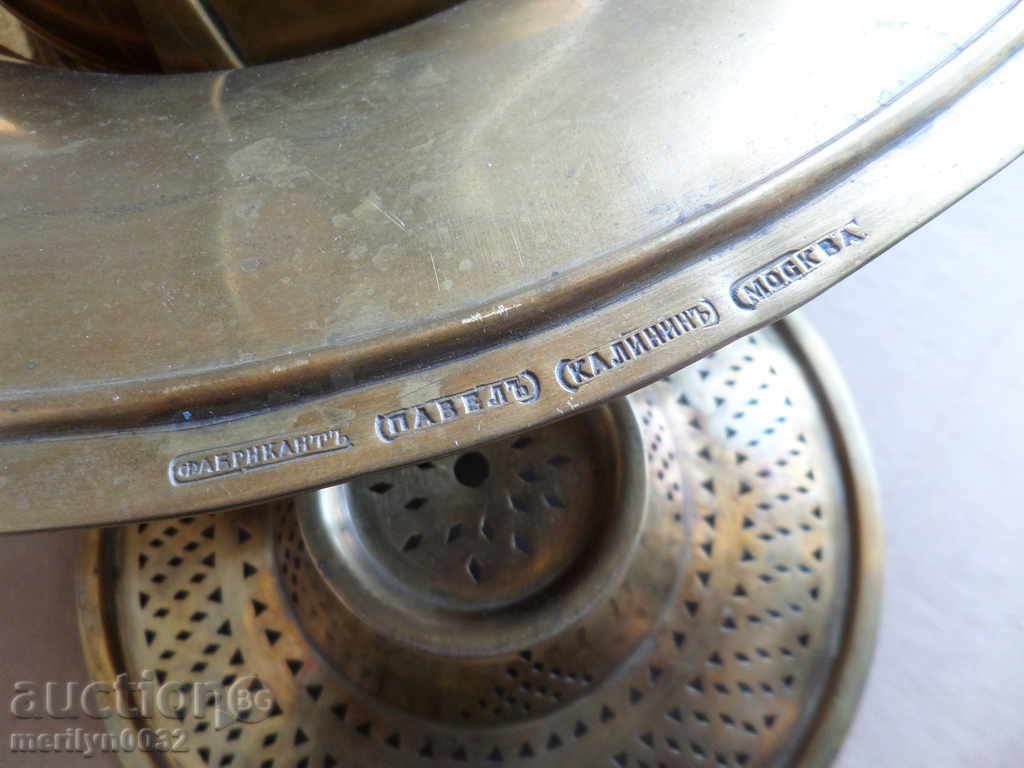 ФАБРИКАНТЪ ПАВЕЛЪ КАЛИНИНЪ МОСКВА
auction BG
merilyn0032